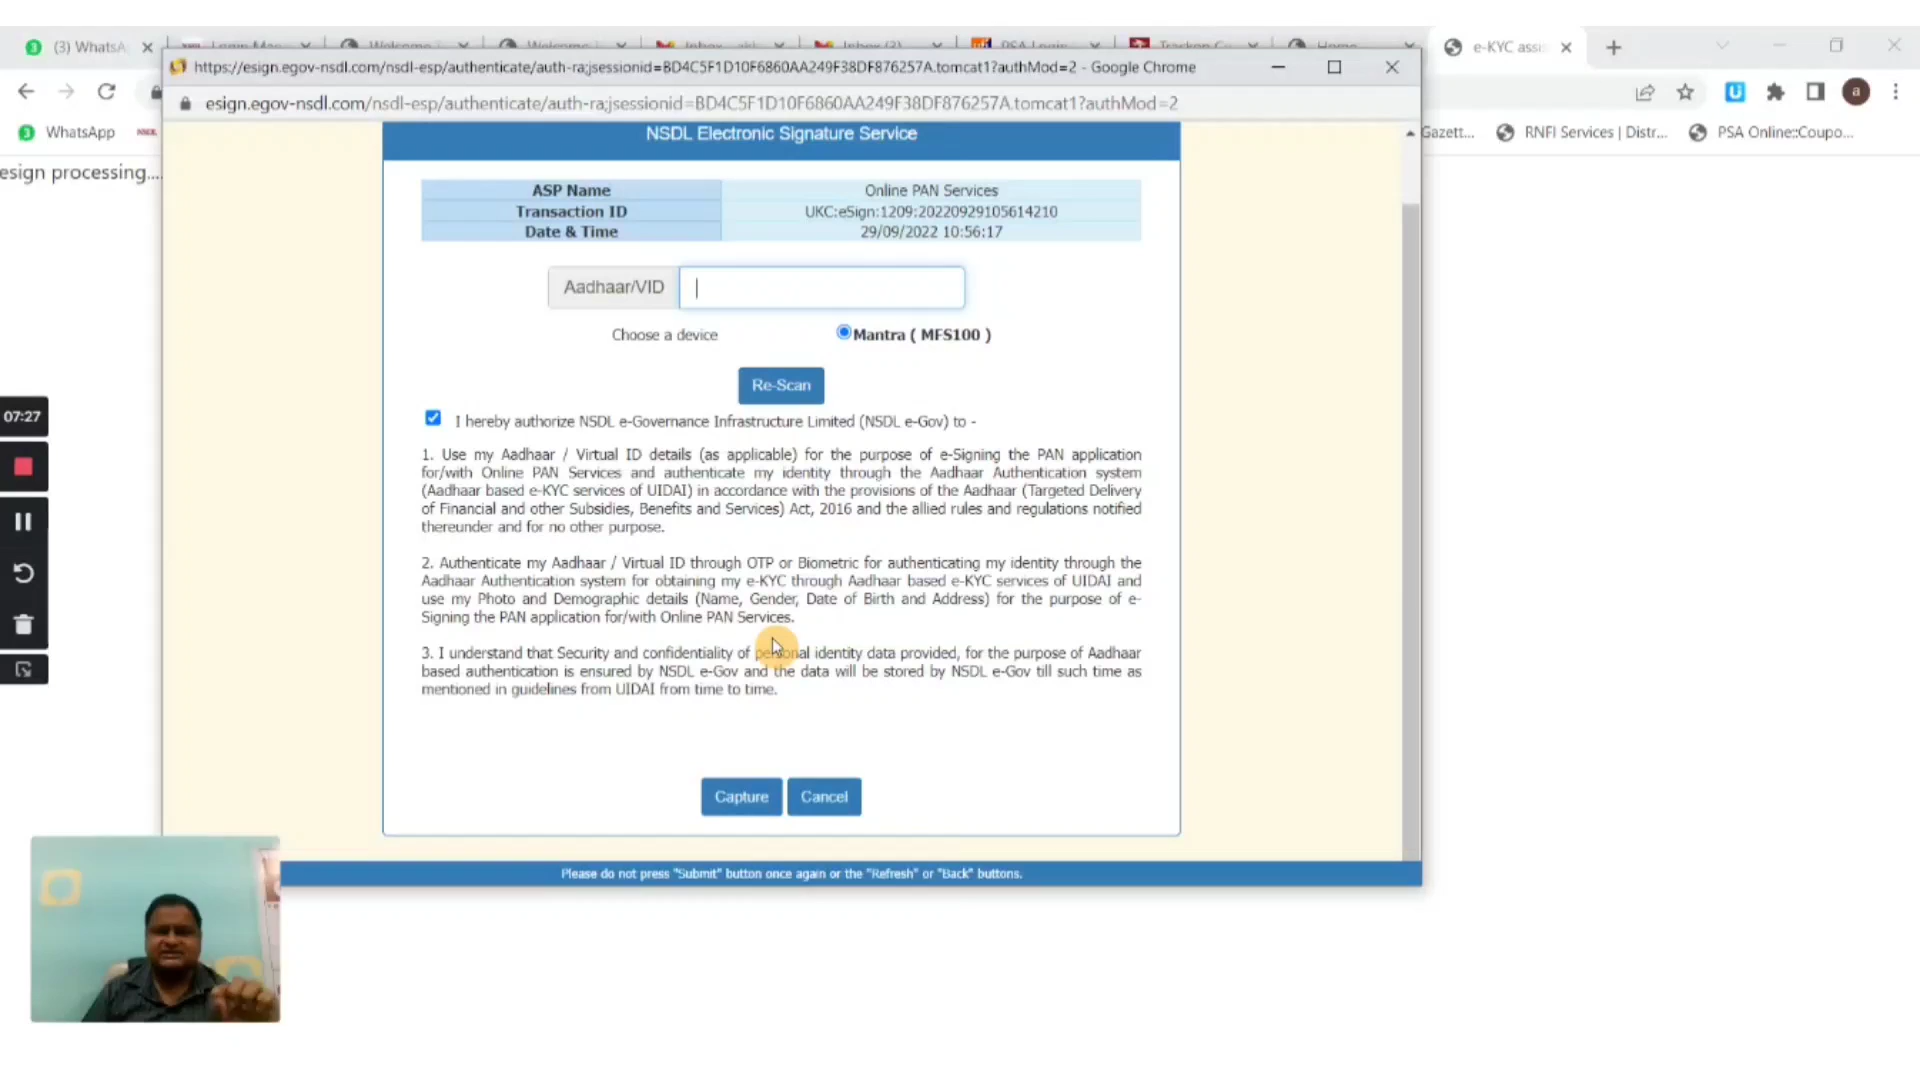 (3) WhatsA
Login Man
Welcome
Welcome
Inbox
Inbox (2)
PSA Login
Trackon C
Home
e-KYC assi
https://esign.egov-nsdl.com/nsdl-esp/authenticate/auth-ra;jsessionid=BD4C5F1D10F6860AA249F38DF876257A.tomcat1?authMod=2 - Google Chrome
esign.egov-nsdl.com/nsdl-esp/authenticate/auth-ra;jsessionid=BD4C5F1D10F6860AA249F38DF876257A.tomcat1?authMod=2
a
WhatsApp
Gazett...
RNFI Services | Distr...
PSA Online::Coupo...
esign processing....
NSDL Electronic Signature Service
ASP Name Online PAN Services
Transaction ID UKC:eSign:1209:20220929105614210
Date & Time 29/09/2022 10:56:17
Aadhaar/VID
Choose a device Mantra ( MFS100 )
Re-Scan
07:27
I hereby authorize NSDL e-Governance Infrastructure Limited (NSDL e-Gov) to -
1. Use my Aadhaar / Virtual ID details (as applicable) for the purpose of e-Signing the PAN application
for/with Online PAN Services and authenticate my identity through the Aadhaar Authentication system
(Aadhaar based e-KYC services of UIDAI) in accordance with the provisions of the Aadhaar (Targeted Delivery
of Financial and other Subsidies, Benefits and Services) Act, 2016 and the allied rules and regulations notified
thereunder and for no other purpose.
2. Authenticate my Aadhaar / Virtual ID through OTP or Biometric for authenticating my identity through the
Aadhaar Authentication system for obtaining my e-KYC through Aadhaar based e-KYC services of UIDAI and
use my Photo and Demographic details (Name, Gender, Date of Birth and Address) for the purpose of e-
Signing the PAN application for/with Online PAN Services.
3. I understand that Security and confidentiality of personal identity data provided, for the purpose of Aadhaar
based authentication is ensured by NSDL e-Gov and the data will be stored by NSDL e-Gov till such time as
mentioned in guidelines from UIDAI from time to time.
Capture Cancel
Please do not press "Submit" button once again or the "Refresh" or "Back" buttons.